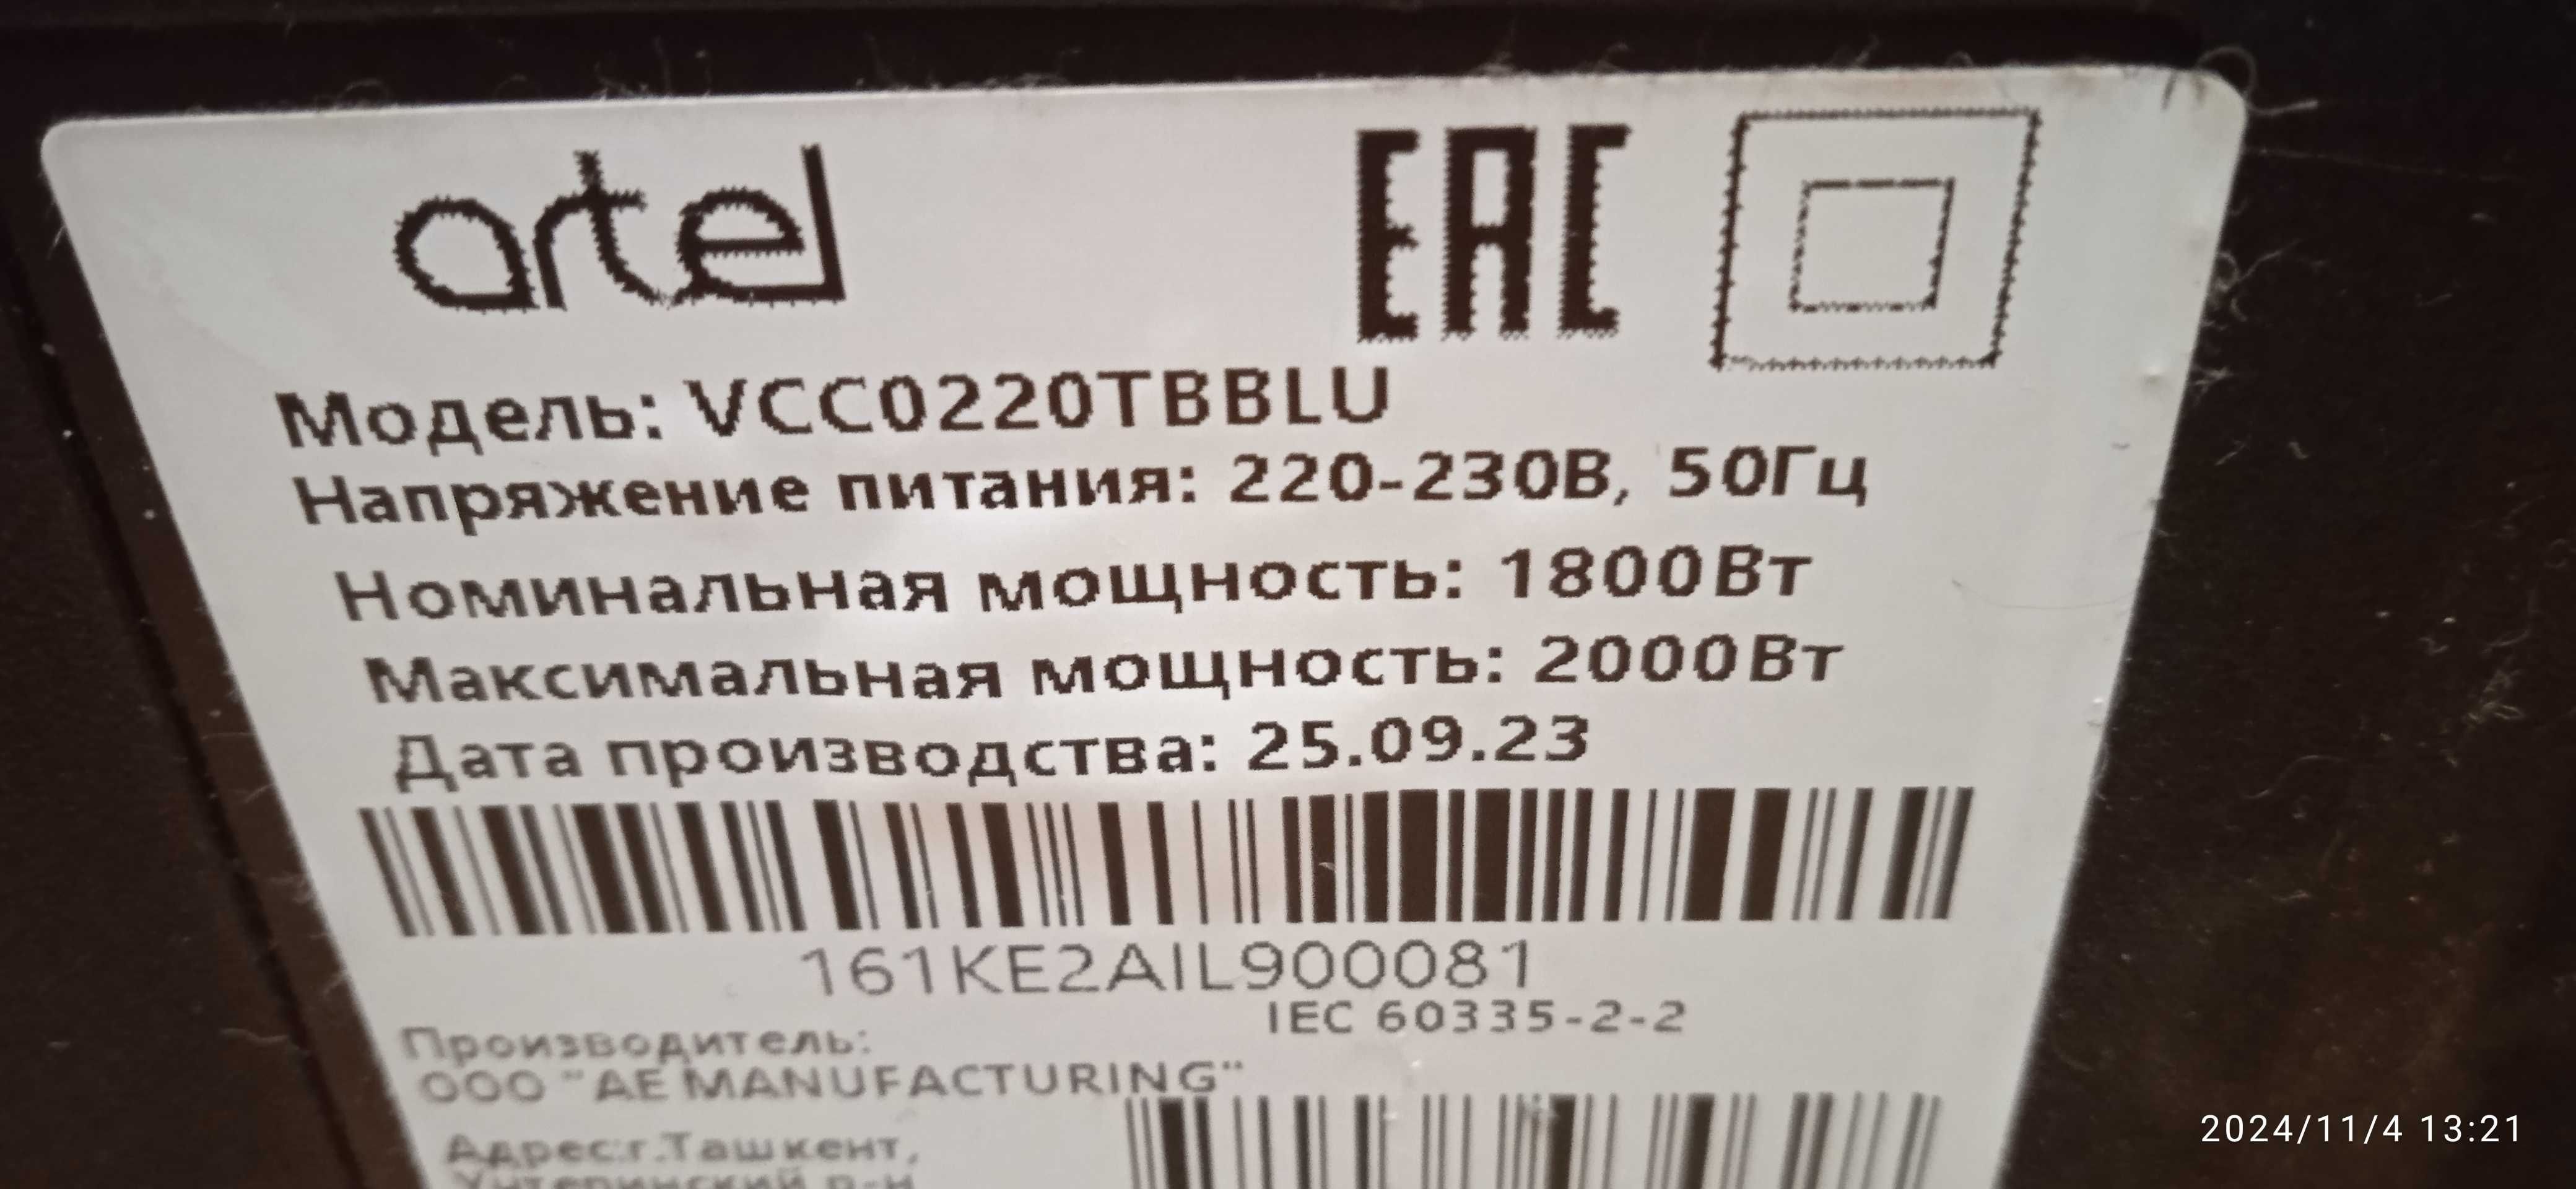 artel EAC
Модель: VCC0220TBBLU
Напряжение питания: 220-230В, 50Гц
Номинальная мощность: 1800Вт
Максимальная мощность: 2000Вт
Дата производства: 25.09.23
161KE2AIL900081
IEC 60335-2-2
Производитель:
ООО "AE MANUFACTURING"
Адрес:г.Ташкент,
р-н
2024/11/4 13:21